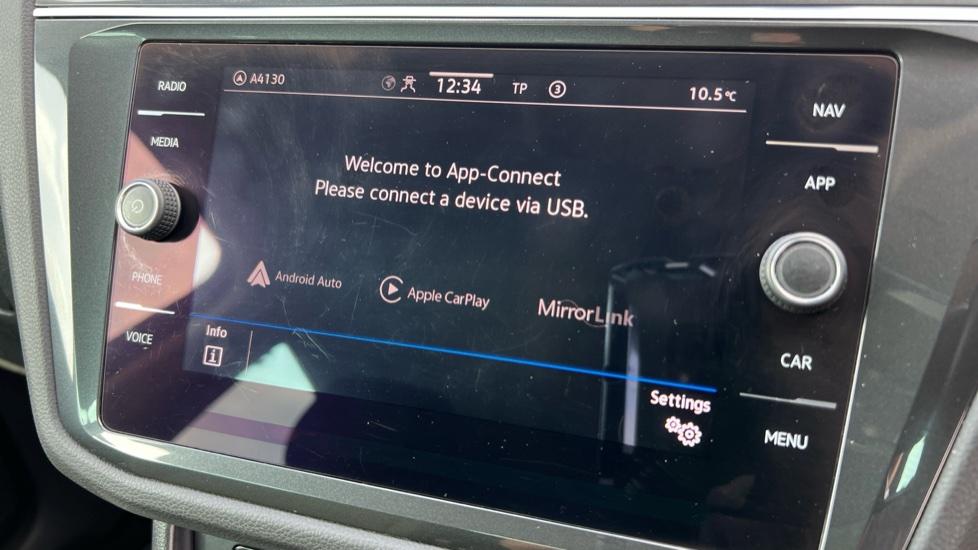 RADIO
MEDIA
PHONE
VOICE
A4130
12:34
TP
3
10.5°C
Welcome to App-Connect
Please connect a device via USB.
Android Auto
Apple CarPlay
MirrorLink
Info
i
Settings
NAV
APP
CAR
MENU